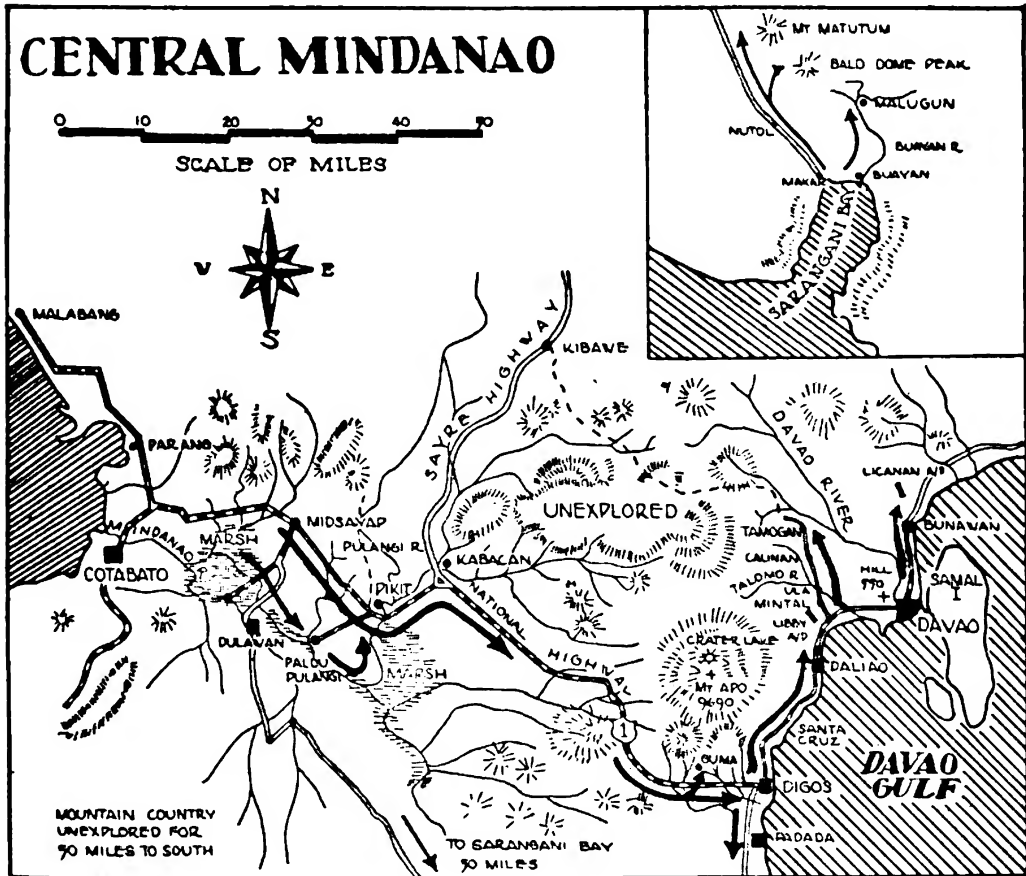 CENTRAL MINDANAO
0 10 20 30 40 50
SCALE OF MILES
N
V E
S
MT MATUTUM
BALD DOME PEAK
MALUGUN
NUTOL
BUAYAN R.
MAKAR
BUAYAN
SARANGANI BAY
MALABANG
PARANG
SAYRE HIGHWAY
KIBAWE
DAVAO RIVER
LICANAN A/D
UNEXPLORED
BUNAWAN
MINDANAO
MARSH
MIDSAYAP
PULANGI R.
KABACAN
TAMOGAN
CALINAN
TALOMO R
ULA
MINTAL
LIBBY
A/D
HILL
550
SAMAL
I
COTABATO
PIKIT
NATIONAL HIGHWAY
DAVAO
DULAWAN
PALDU
PULANGI
MARSH
CRATER LAKE
MT APO
9690
DALIAO
1
SANTA
CRUZ
GUMA
DIGOS
DAVAO
GULF
PADADA
MOUNTAIN COUNTRY
UNEXPLORED FOR
50 MILES TO SOUTH
TO SARANGANI BAY
50 MILES